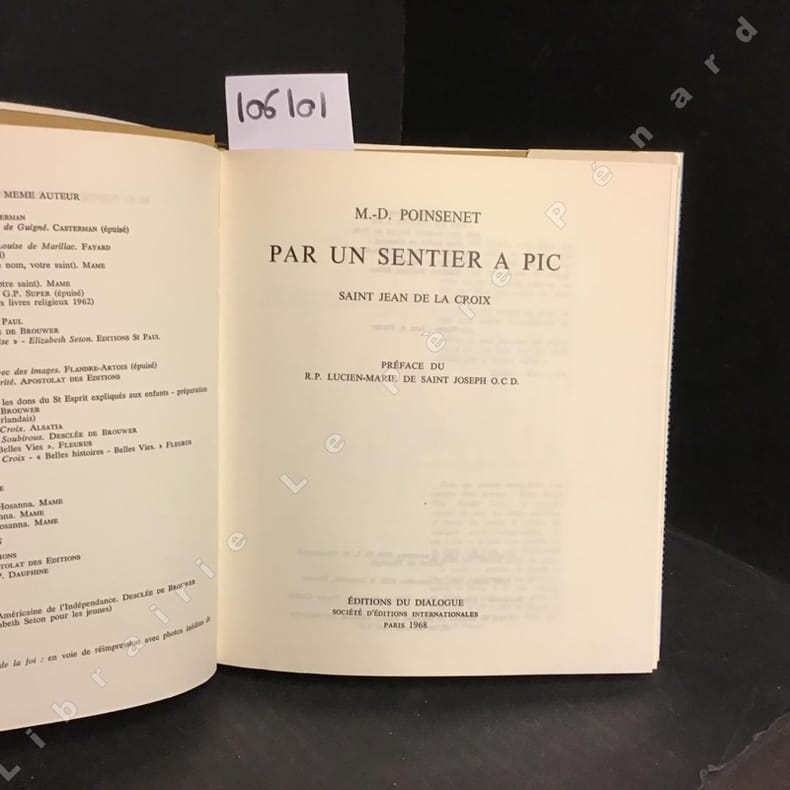 106101
MEME AUTEUR
ERMAN
de Guigné. CASTERMAN (épuisé)
ouise de Marillac. FAYARD
nom, votre saint). MAME
otre saint). MAME
G.P. SUPER (épuisé)
s livres religieux 1962)
PAUL
E DE BROUWER
ise » - Elizabeth Seton. EDITIONS ST PAUL
ec des images. FLANDRE-ARTOIS (épuisé)
rité. APOSTOLAT DES EDITIONS
les dons du St Esprit expliqués aux enfants - préparation
BROUWER
rlandais)
Croix. ALSATIA
Soubirous. DESCLÉE DE BROUWER
Belles Vies ». FLEURUS
Croix - « Belles histoires - Belles Vies. » FLEURUS
Hosanna. MAME
nna. MAME
osanna. MAME
IONS
TOLAT DES EDITIONS
P. DAUPHINE
Américaine de l'Indépendance. DESCLÉE DE BROUWER
abeth Seton pour les jeunes)
de la foi : en voie de réimpression avec photos inédites de
M.-D. POINSENET
PAR UN SENTIER A PIC
SAINT JEAN DE LA CROIX
PRÉFACE DU
R.P. LUCIEN-MARIE DE SAINT JOSEPH O.C.D.
ÉDITIONS DU DIALOGUE
SOCIÉTÉ D'ÉDITIONS INTERNATIONALES
PARIS 1968
Librairie Le Père Pénard